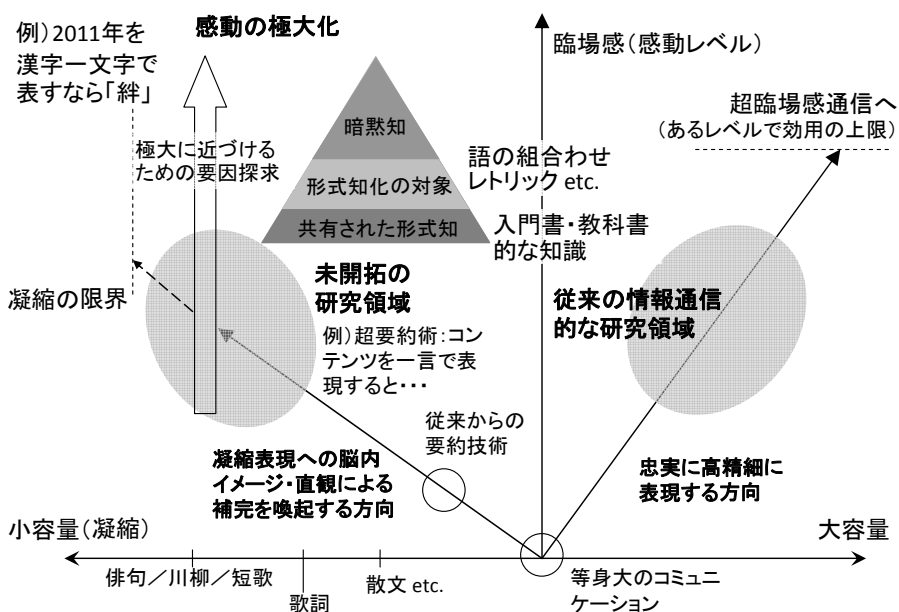 例）2011年を
漢字一文字で
表すなら「絆」
感動の極大化
臨場感（感動レベル）
超臨場感通信へ
（あるレベルで効用の上限）
極大に近づける
ための要因探求
暗黙知
形式知化の対象
共有された形式知
語の組合わせ
レトリック etc.
入門書・教科書
的な知識
凝縮の限界
未開拓の
研究領域
例）超要約術：コン
テンツを一言で表
現すると・・・
従来の情報通信
的な研究領域
従来からの
要約技術
凝縮表現への脳内
イメージ・直観による
補完を喚起する方向
忠実に高精細に
表現する方向
小容量（凝縮）
大容量
俳句／川柳／短歌
歌詞
散文 etc.
等身大のコミュニ
ケーション